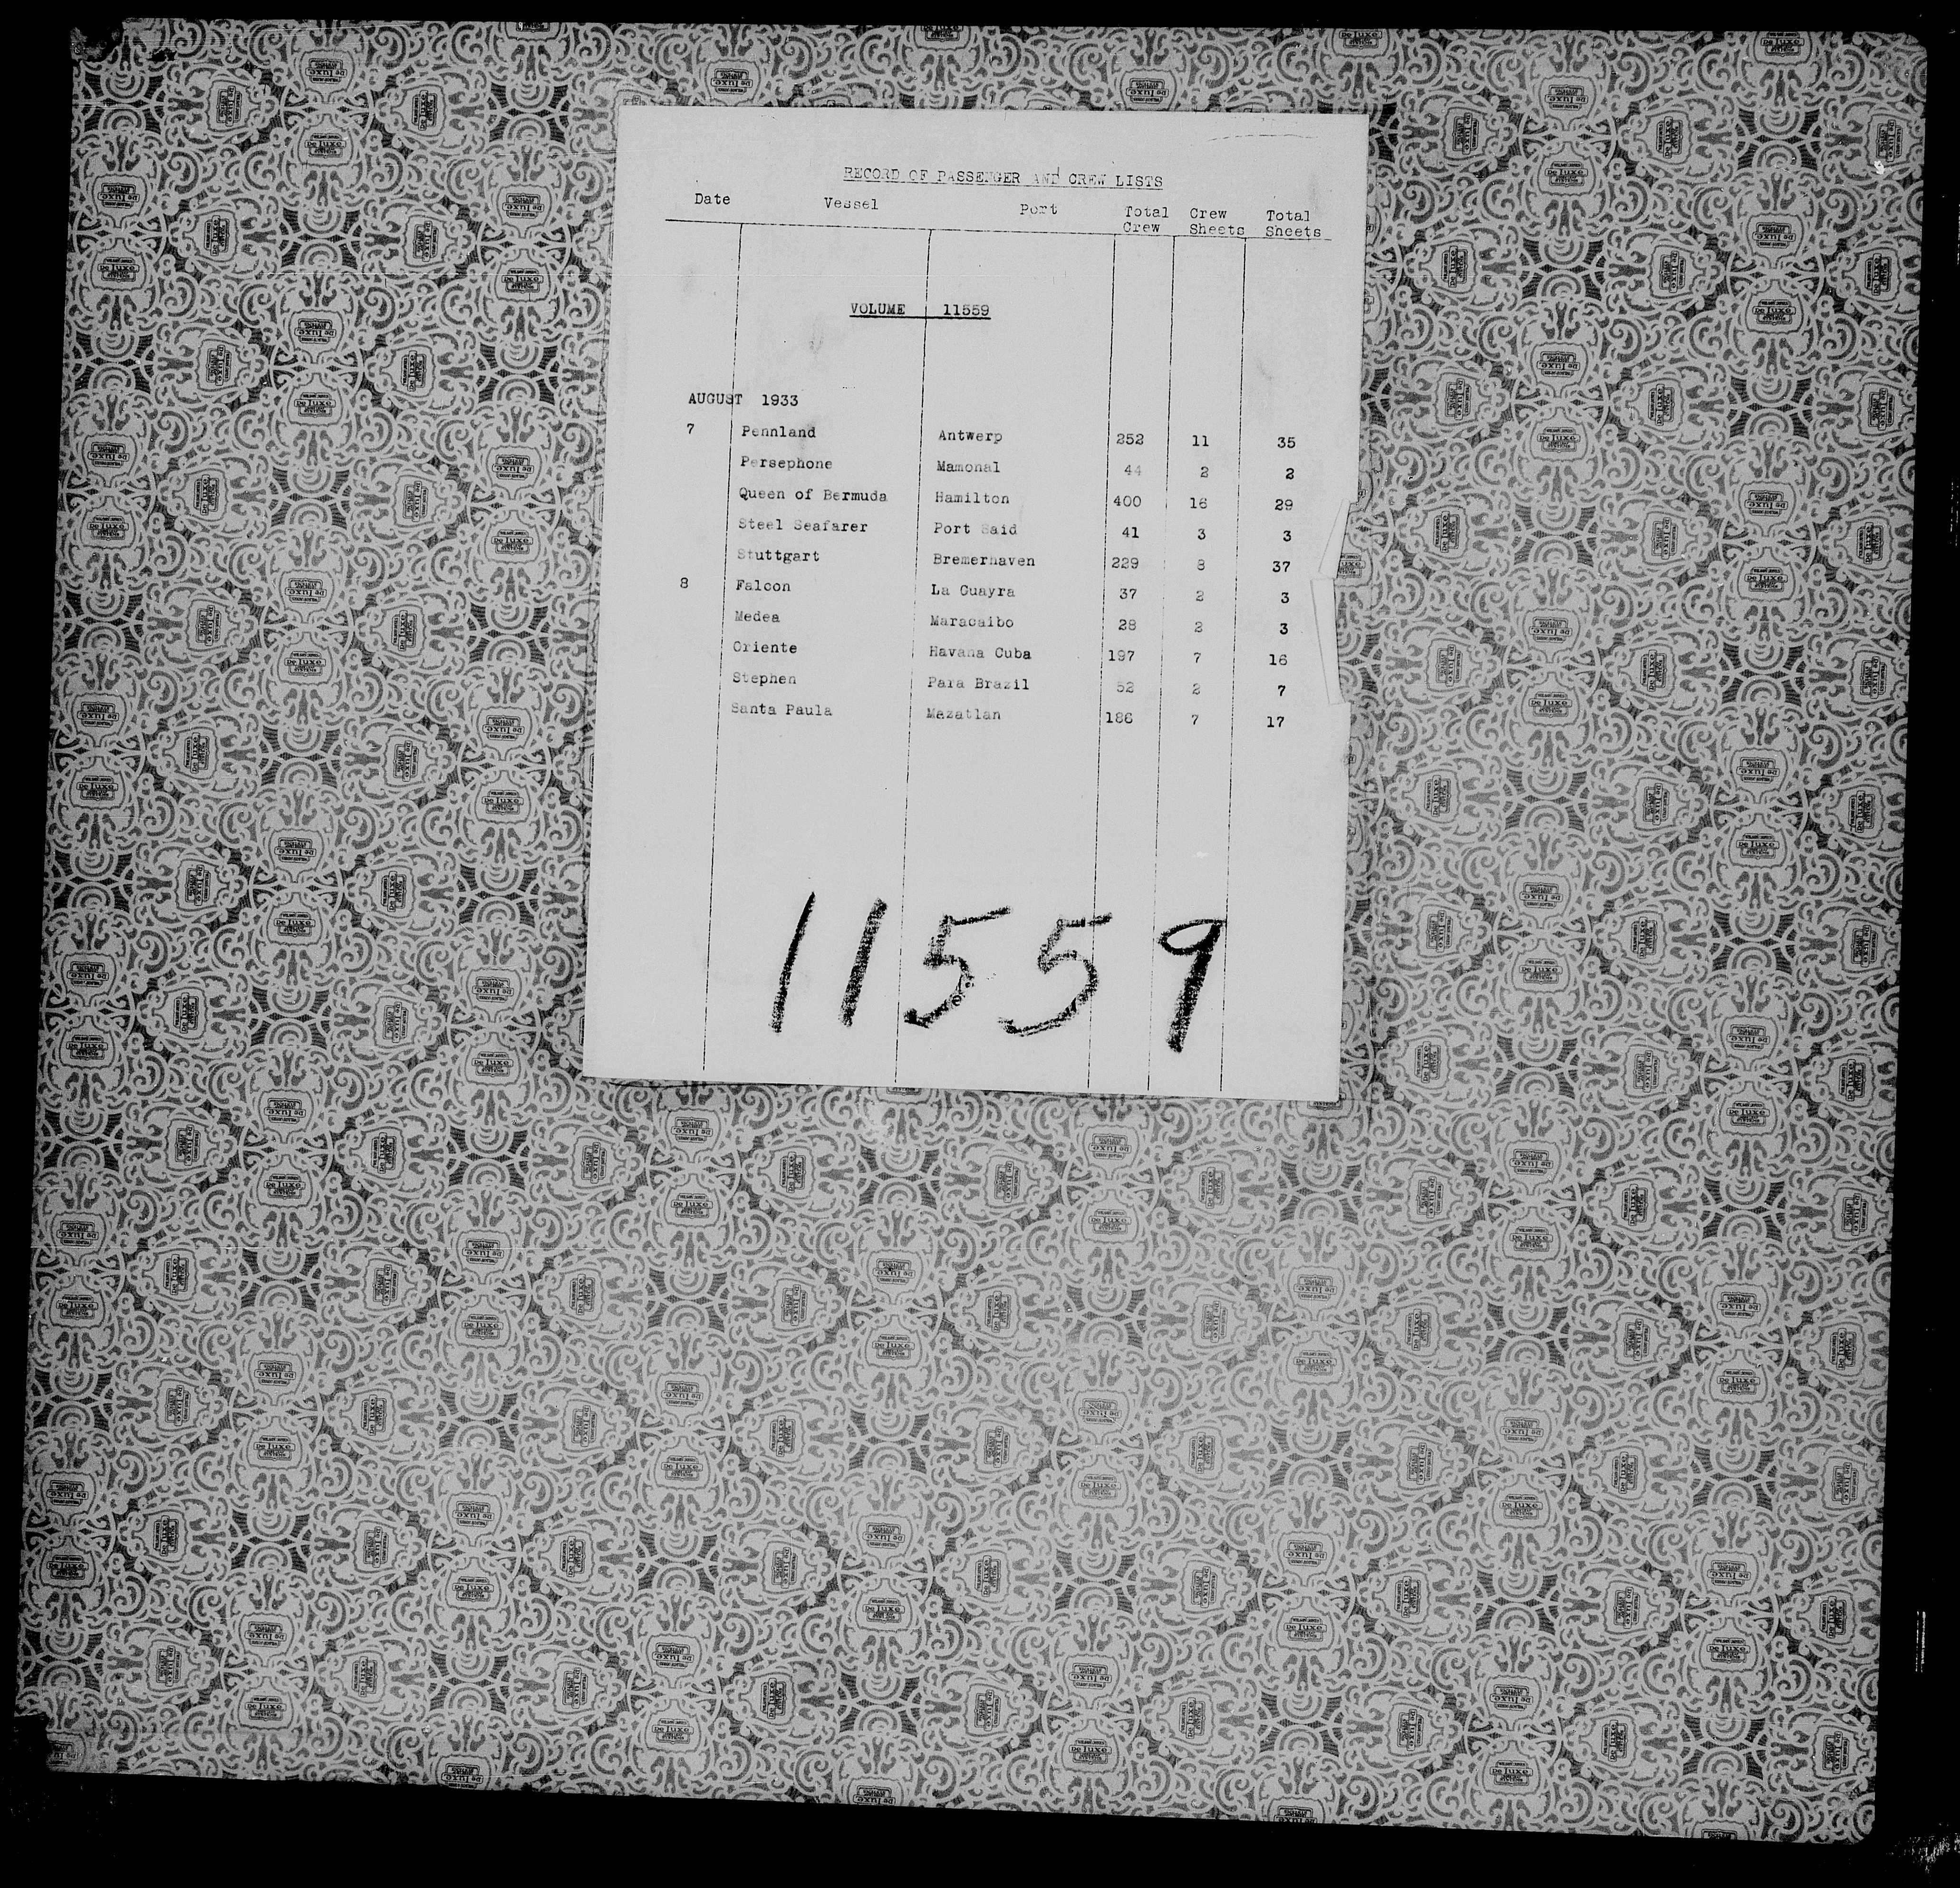 RECORD OF PASSENGER AND CREW LISTS
Date Vessel Port Total Crew Crew Sheets Total Sheets
VOLUME 11559
AUGUST 1933
7 Pennland Antwerp 252 11 35
Persephone Mamonal 44 2 2
Queen of Bermuda Hamilton 400 16 29
Steel Seafarer Port Said 41 3 3
Stuttgart Bremerhaven 229 8 37
8 Falcon La Guayra 37 2 3
Medea Maracaibo 28 2 3
Oriente Havana Cuba 197 7 16
Stephen Para Brazil 52 2 7
Santa Paula Mazatlan 186 7 17
11559
De luxe